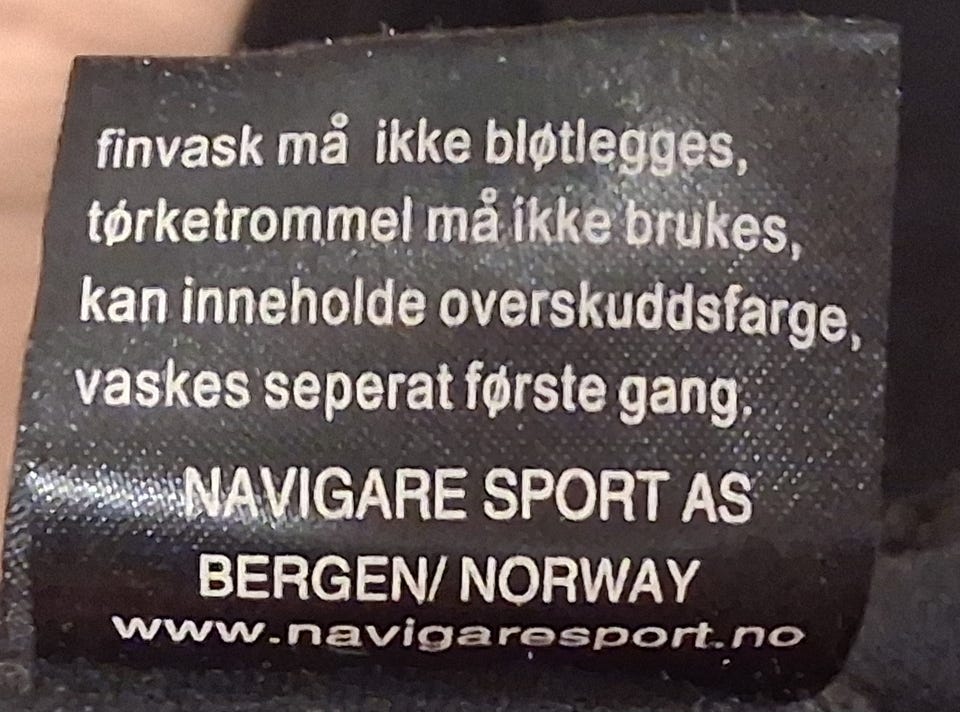 finvask må ikke bløtlegges,
tørketrommel må ikke brukes,
kan inneholde overskuddsfarge,
vaskes seperat første gang.
NAVIGARE SPORT AS
BERGEN/ NORWAY
www.navigaresport.no